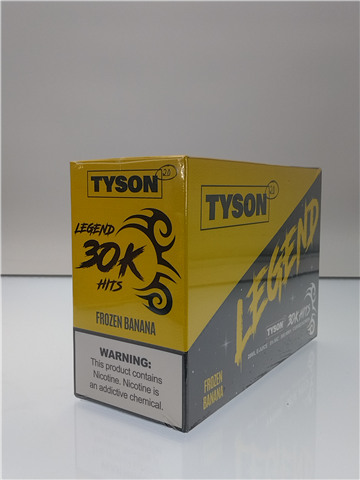 TYSON 2.0
LEGEND
30K
HITS
FROZEN BANANA
WARNING:
This product contains
Nicotine. Nicotine is
an addictive chemical.
TYSON 2.0
LEGEND
TYSON 30K HITS
FROZEN
BANANA